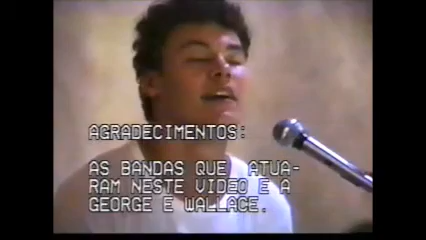 AGRADECIMENTOS:
AS BANDAS QUE ATUA-
RAM NESTE VIDEO E A
GEORGE E WALLACE.